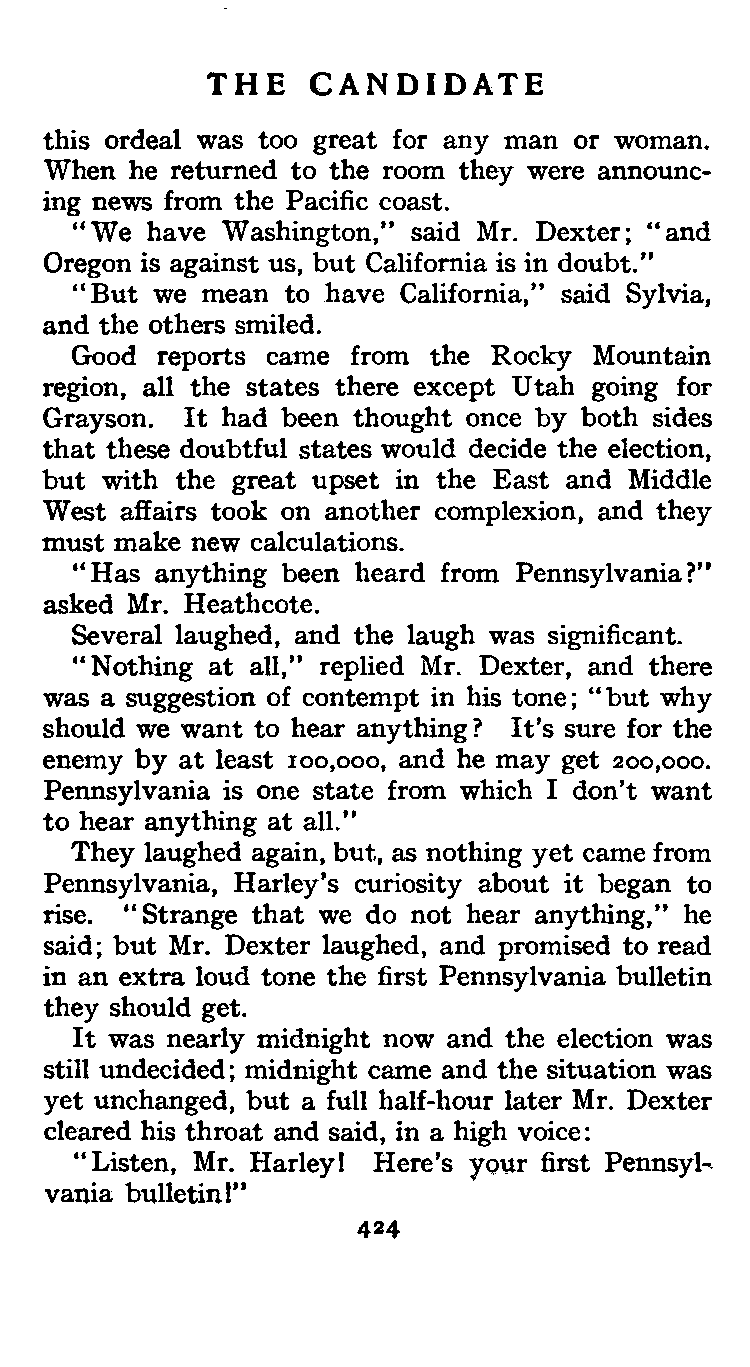 THE CANDIDATE
this ordeal was too great for any man or woman.
When he returned to the room they were announc-
ing news from the Pacific coast.
"We have Washington," said Mr. Dexter; "and
Oregon is against us, but California is in doubt."
"But we mean to have California," said Sylvia,
and the others smiled.
Good reports came from the Rocky Mountain
region, all the states there except Utah going for
Grayson. It had been thought once by both sides
that these doubtful states would decide the election,
but with the great upset in the East and Middle
West affairs took on another complexion, and they
must make new calculations.
"Has anything been heard from Pennsylvania?"
asked Mr. Heathcote.
Several laughed, and the laugh was significant.
"Nothing at all," replied Mr. Dexter, and there
was a suggestion of contempt in his tone; "but why
should we want to hear anything? It's sure for the
enemy by at least 100,000, and he may get 200,000.
Pennsylvania is one state from which I don't want
to hear anything at all."
They laughed again, but, as nothing yet came from
Pennsylvania, Harley's curiosity about it began to
rise. "Strange that we do not hear anything," he
said; but Mr. Dexter laughed, and promised to read
in an extra loud tone the first Pennsylvania bulletin
they should get.
It was nearly midnight now and the election was
still undecided; midnight came and the situation was
yet unchanged, but a full half-hour later Mr. Dexter
cleared his throat and said, in a high voice:
"Listen, Mr. Harley! Here's your first Pennsyl-
vania bulletin!"
424